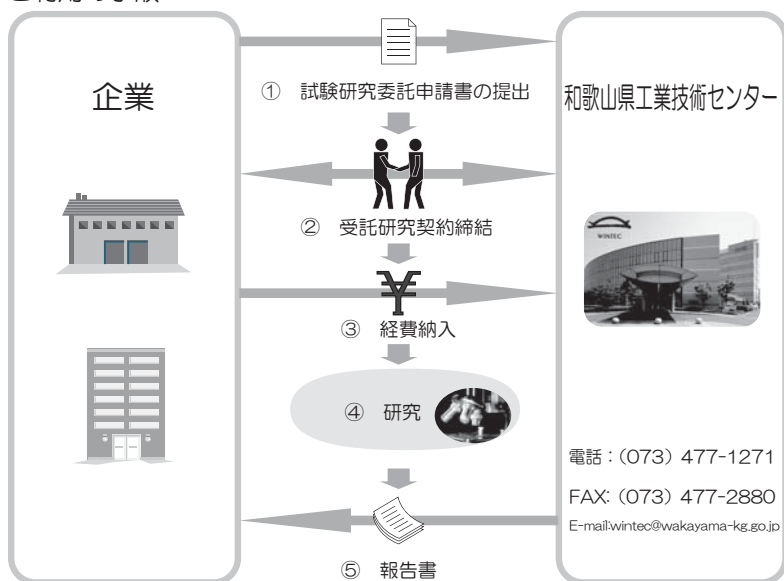 企業
① 試験研究委託申請書の提出
② 受託研究契約締結
¥
③ 経費納入
④ 研究
⑤ 報告書
和歌山県工業技術センター
WINTEC
電話：(073) 477-1271
FAX: (073) 477-2880
E-mail:wintec@wakayama-kg.go.jp